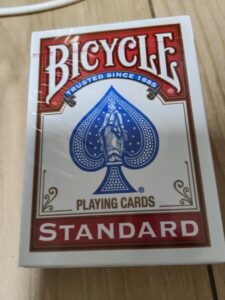 BICYCLE
TRUSTED SINCE 1885
®
PLAYING CARDS
STANDARD